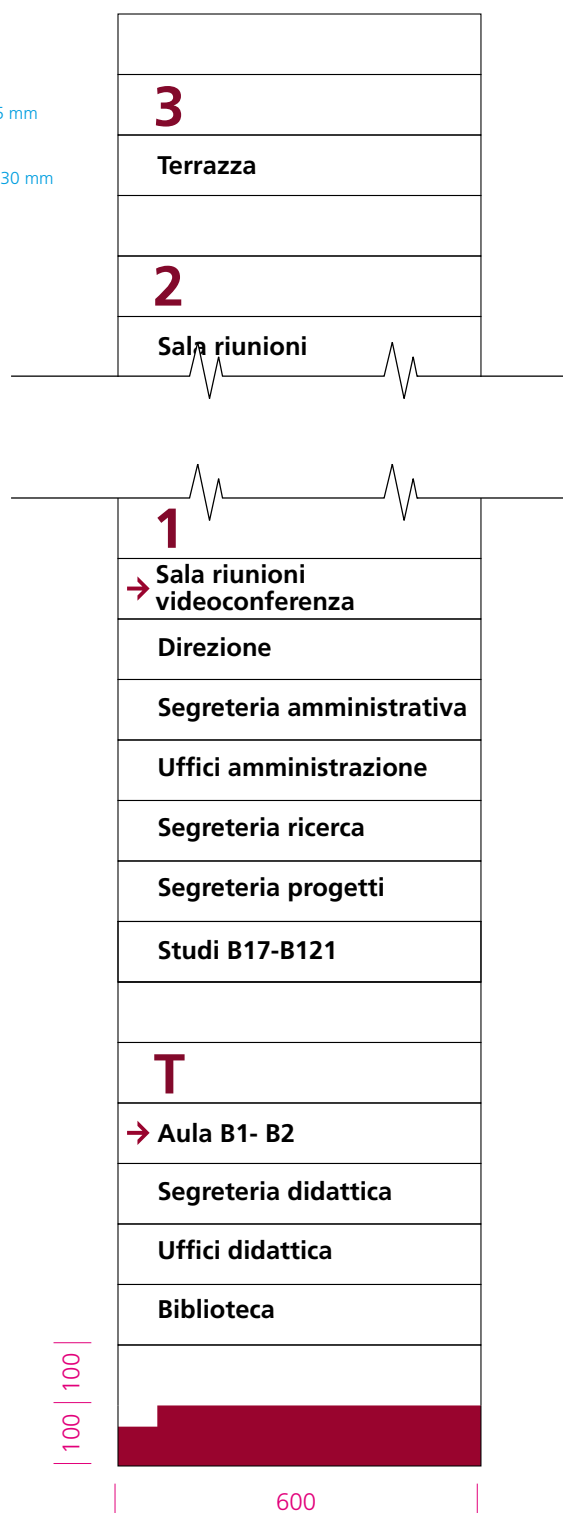 mm
3
30 mm
Terrazza
2
Sala riunioni
1
→ Sala riunioni
videoconferenza
Direzione
Segreteria amministrativa
Uffici amministrazione
Segreteria ricerca
Segreteria progetti
Studi B17-B121
T
→ Aula B1- B2
Segreteria didattica
Uffici didattica
Biblioteca
100
100
600